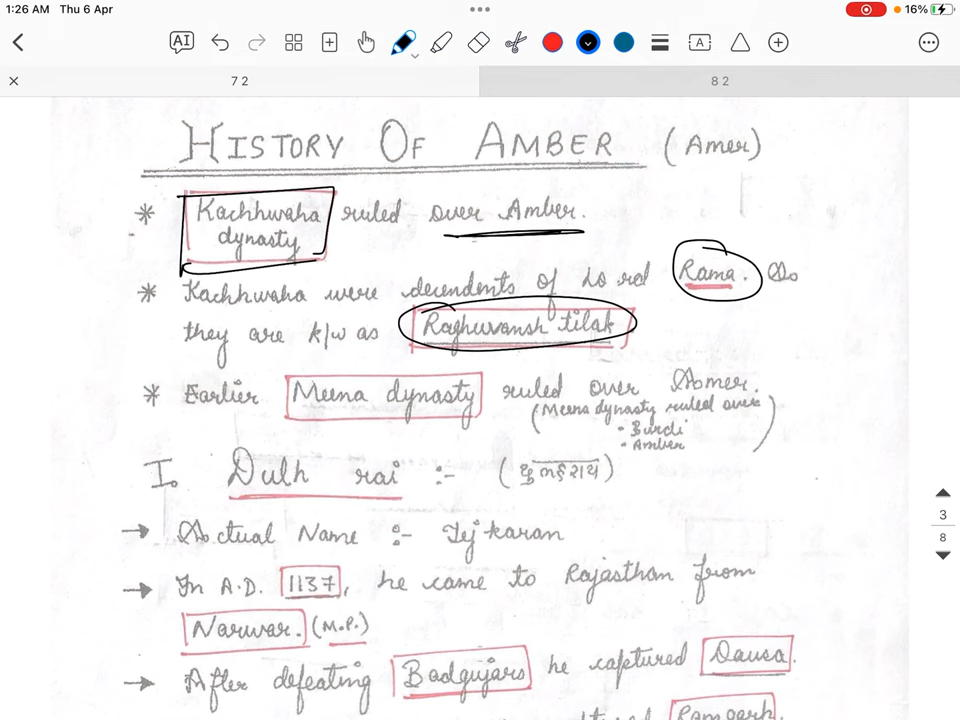 1:26 AM Thu 6 Apr
16%
AI
A
72
82
HISTORY OF AMBER (Amer)
* Kachhwaha dynasty ruled over Amber.
* Kachhwaha were decendents of Lord Rama. So
they are k/w as Raghuvansh tilak
* Earlier Meena dynasty ruled over Amer.
(Meena dynasty ruled over
• Bundi
• Amber)
I. Dulh rai :- (दुल्हेराय)
→ Actual Name :- Tejkaran
→ In A.D. 1137, he came to Rajasthan from
Narwar. (M.P.)
→ After defeating Badgujars he captured Dausa.
Ramgarh.
3
8